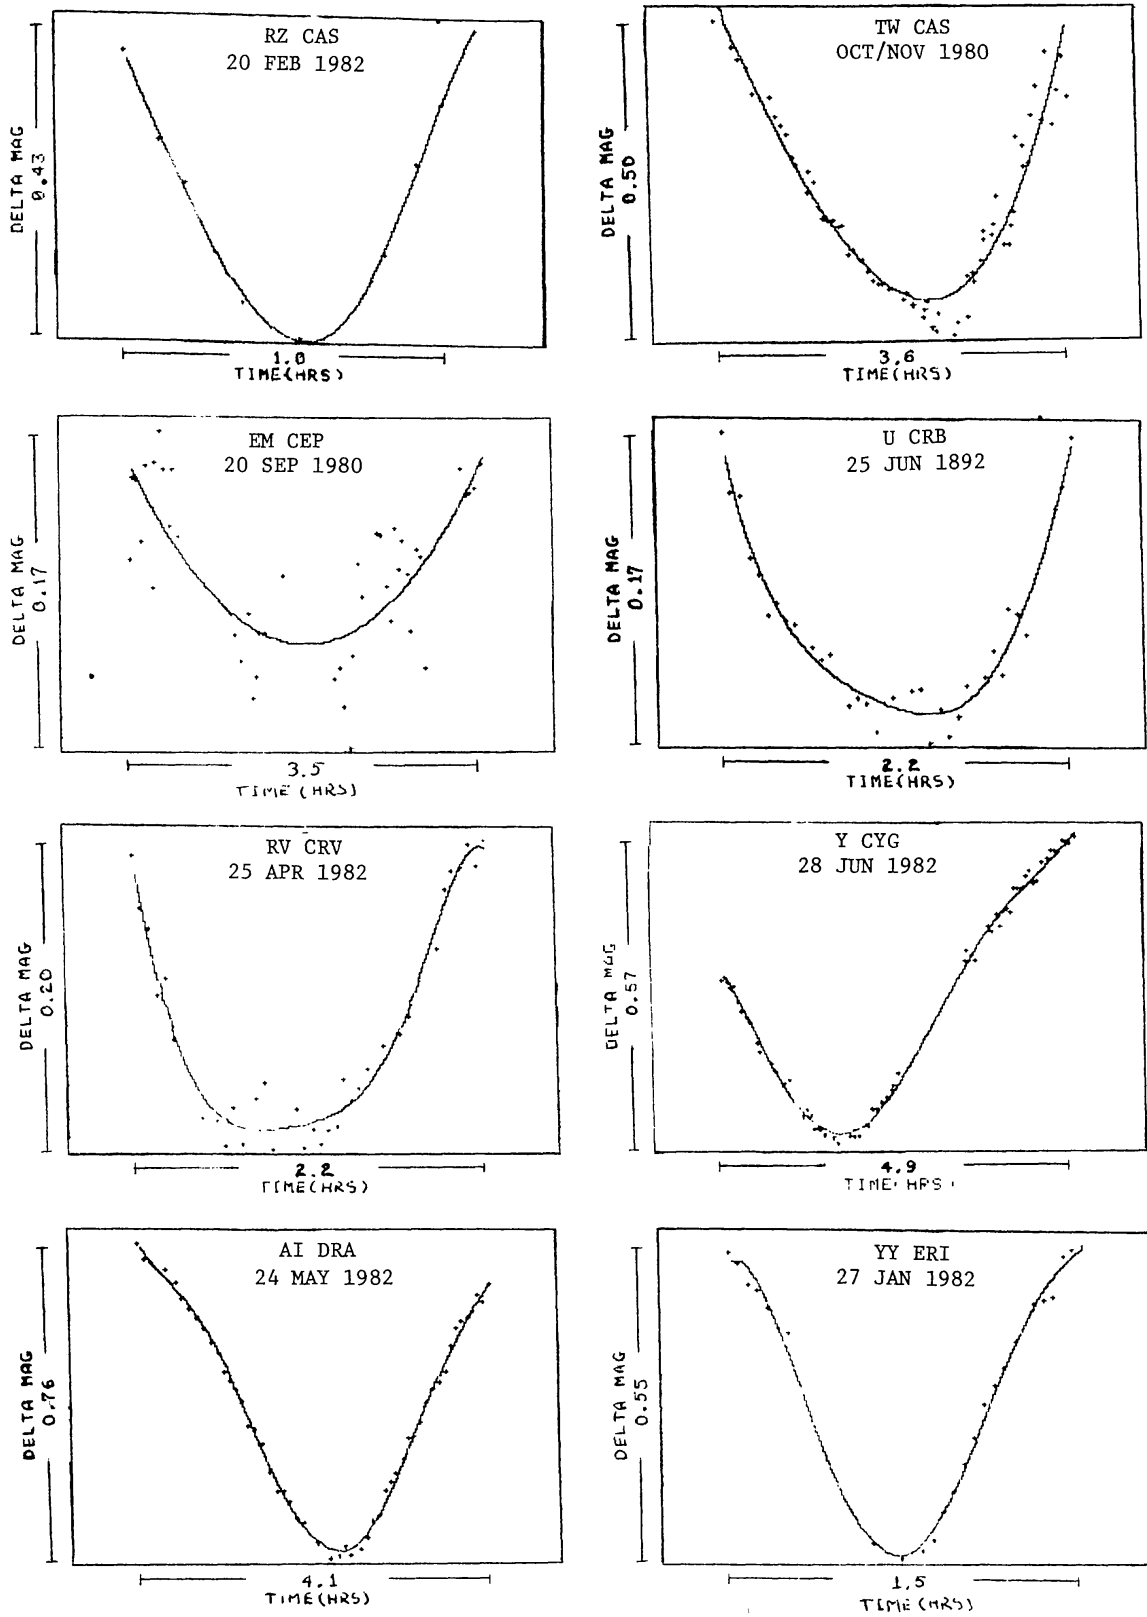 RZ CAS
20 FEB 1982
DELTA MAG
0.43
1.0
TIME(HRS)
TW CAS
OCT/NOV 1980
DELTA MAG
0.50
3.6
TIME(HRS)
EM CEP
20 SEP 1980
DELTA MAG
0.17
3.5
TIME (HRS)
U CRB
25 JUN 1892
DELTA MAG
0.17
2.2
TIME(HRS)
RV CRV
25 APR 1982
DELTA MAG
0.20
2.2
TIME(HRS)
Y CYG
28 JUN 1982
DELTA MAG
0.57
4.9
TIME(HRS)
AI DRA
24 MAY 1982
DELTA MAG
0.76
4.1
TIME(HRS)
YY ERI
27 JAN 1982
DELTA MAG
0.55
1.5
TIME(HRS)